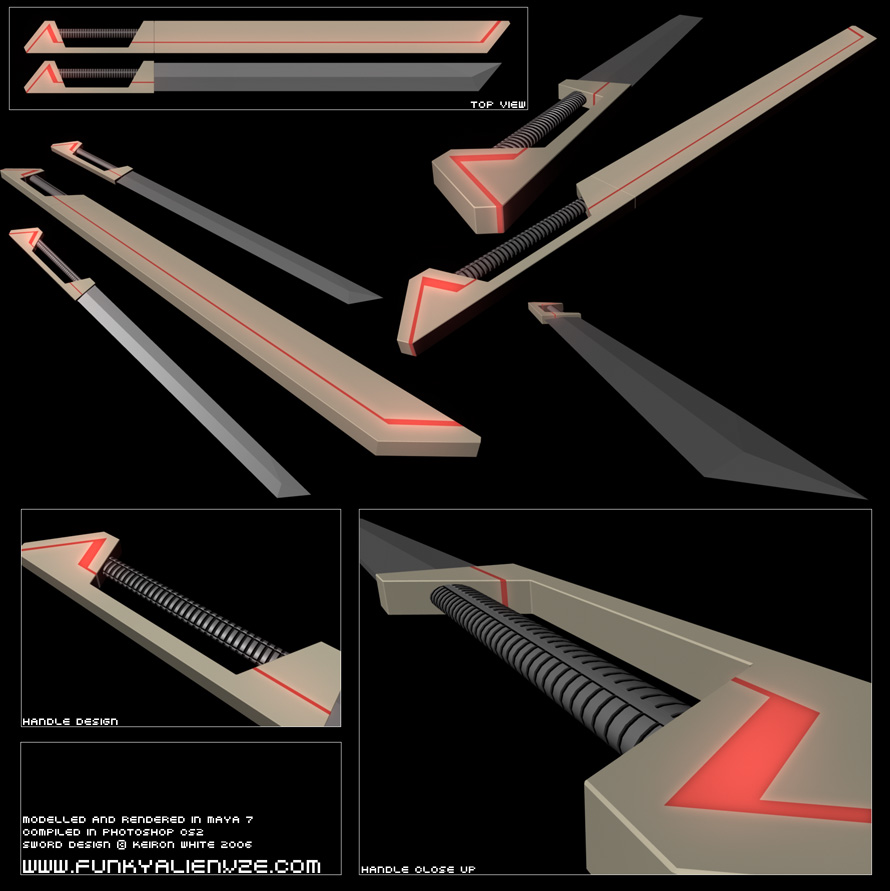 TOP VIEW
HANDLE DESIGN
MODELLED AND RENDERED IN MAYA 7
COMPILED IN PHOTOSHOP CS2
SWORD DESIGN © KEIRON WHITE 2006
WWW.FUNKYALIENVZE.COM
HANDLE CLOSE UP